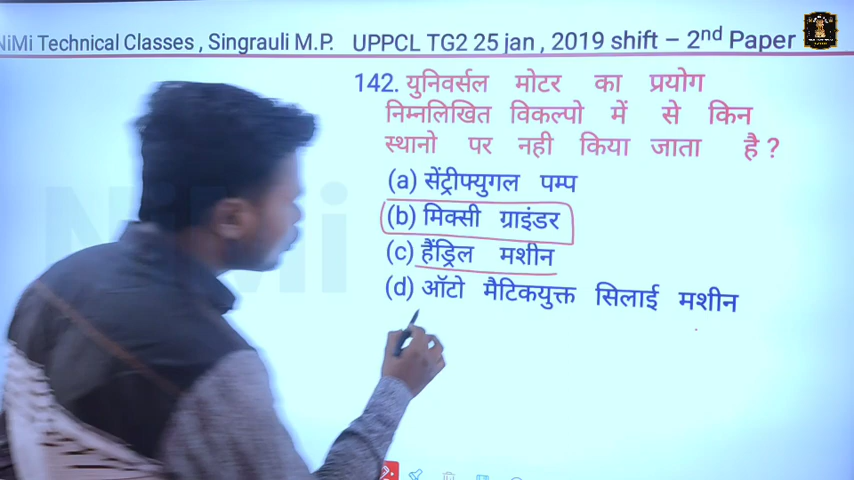 NiMi Technical Classes , Singrauli M.P. UPPCL TG2 25 jan , 2019 shift – 2nd Paper
142. युनिवर्सल मोटर का प्रयोग
निम्नलिखित विकल्पो में से किन
स्थानो पर नही किया जाता है ?
(a) सेंट्रीफ्युगल पम्प
(b) मिक्सी ग्राइंडर
(c) हैंड्रिल मशीन
(d) ऑटो मैटिकयुक्त सिलाई मशीन